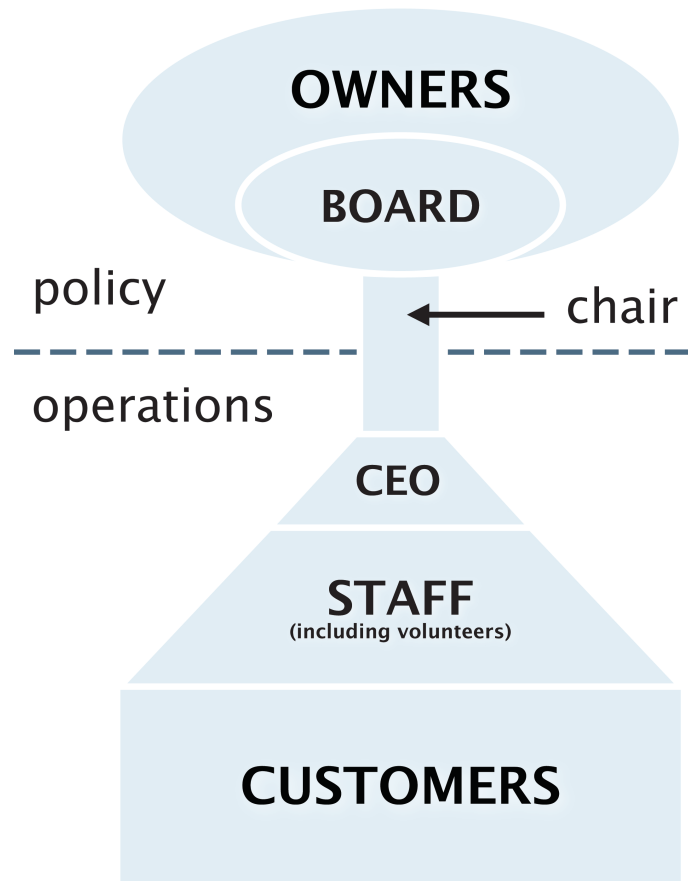 OWNERS
BOARD
policy
chair
operations
CEO
STAFF
(including volunteers)
CUSTOMERS